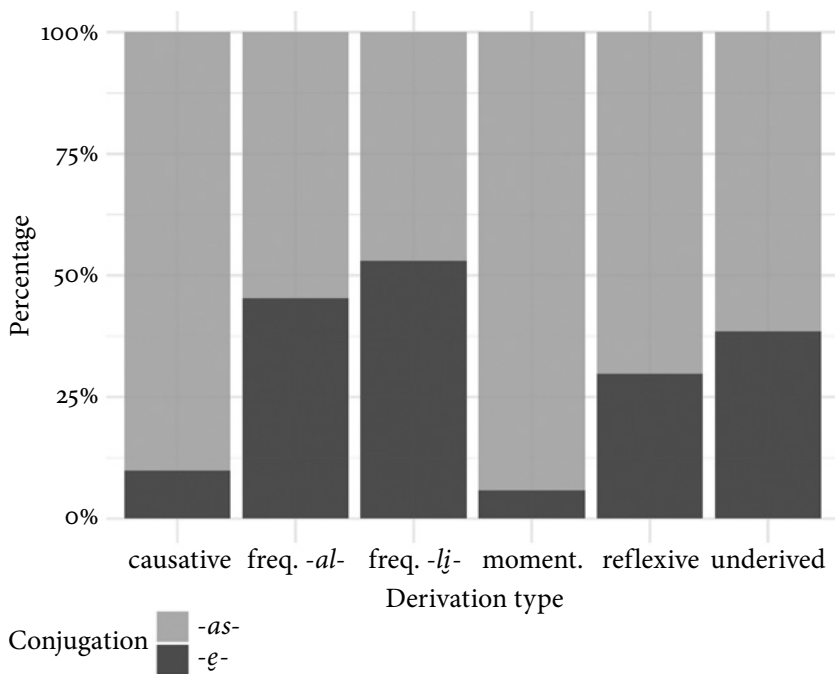 100%
75%
50%
25%
0%
Percentage
causative freq. -al- freq. -li̮- moment. reflexive underived
Derivation type
Conjugation
-as-
-e̮-